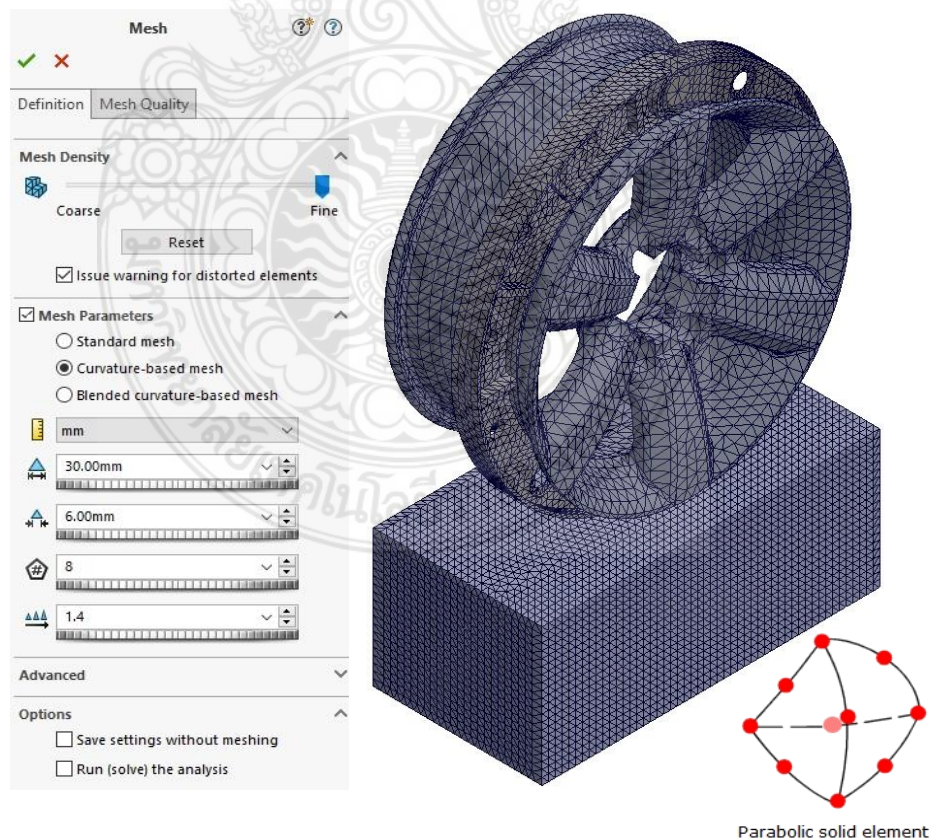 Mesh
Definition
Mesh Quality
Mesh Density
Coarse
Fine
Reset
Issue warning for distorted elements
Mesh Parameters
Standard mesh
Curvature-based mesh
Blended curvature-based mesh
mm
30.00mm
6.00mm
8
1.4
Advanced
Options
Save settings without meshing
Run (solve) the analysis
Parabolic solid element